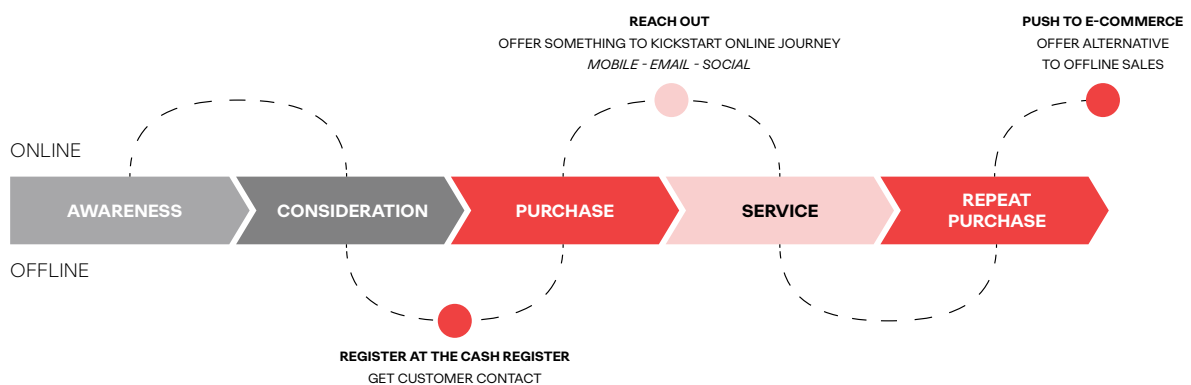 REACH OUT
OFFER SOMETHING TO KICKSTART ONLINE JOURNEY
MOBILE - EMAIL - SOCIAL
PUSH TO E-COMMERCE
OFFER ALTERNATIVE
TO OFFLINE SALES
ONLINE
AWARENESS
CONSIDERATION
PURCHASE
SERVICE
REPEAT
PURCHASE
OFFLINE
REGISTER AT THE CASH REGISTER
GET CUSTOMER CONTACT